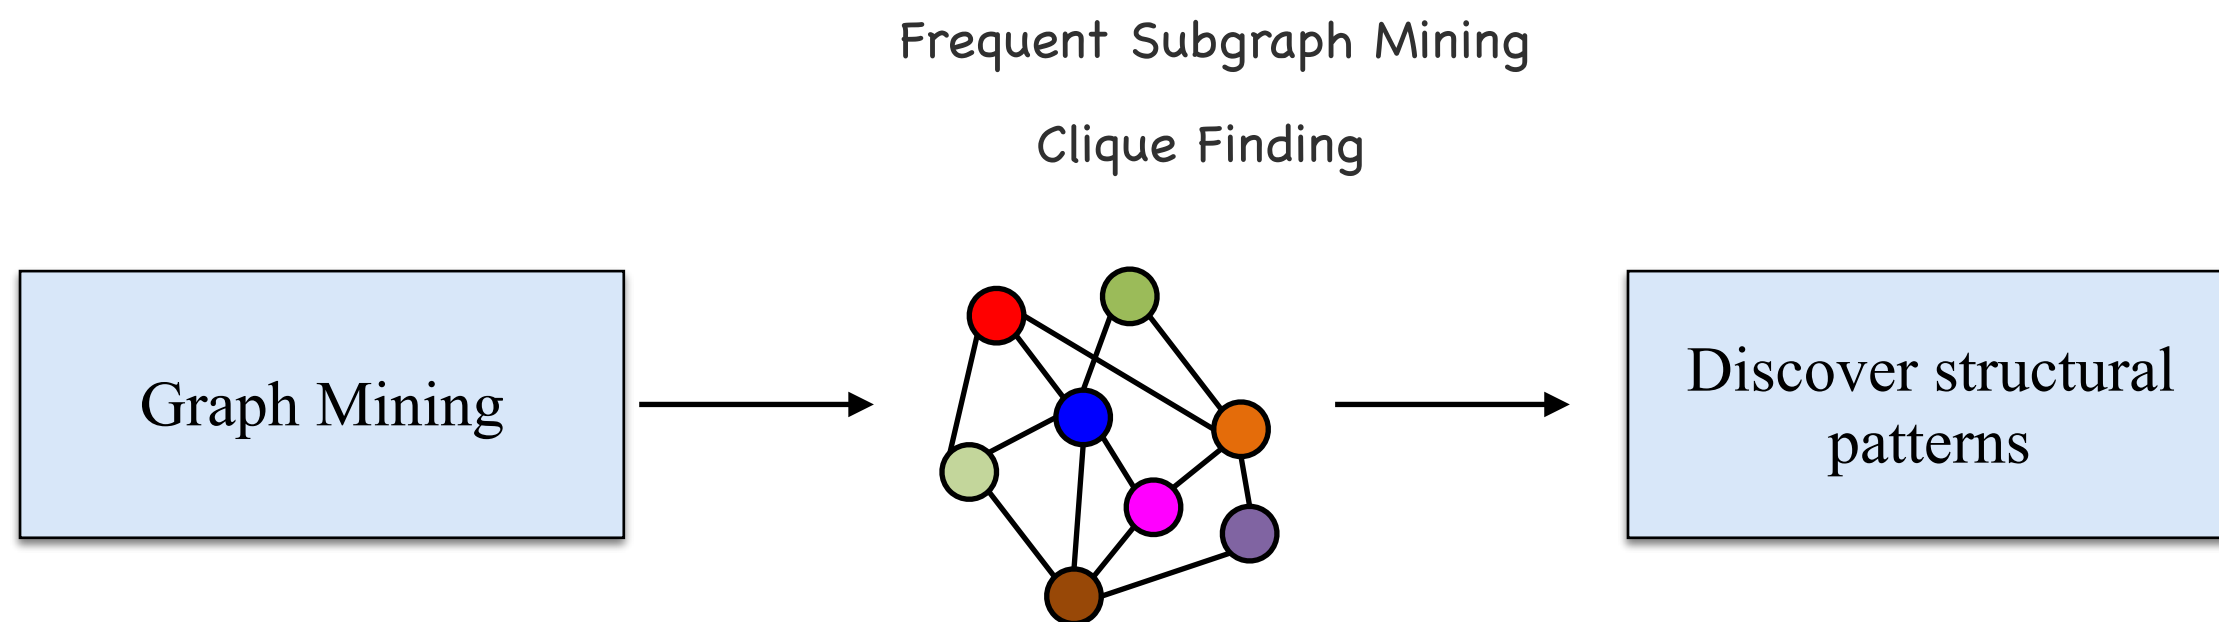 Frequent Subgraph Mining
Clique Finding
Graph Mining
Discover structural
patterns